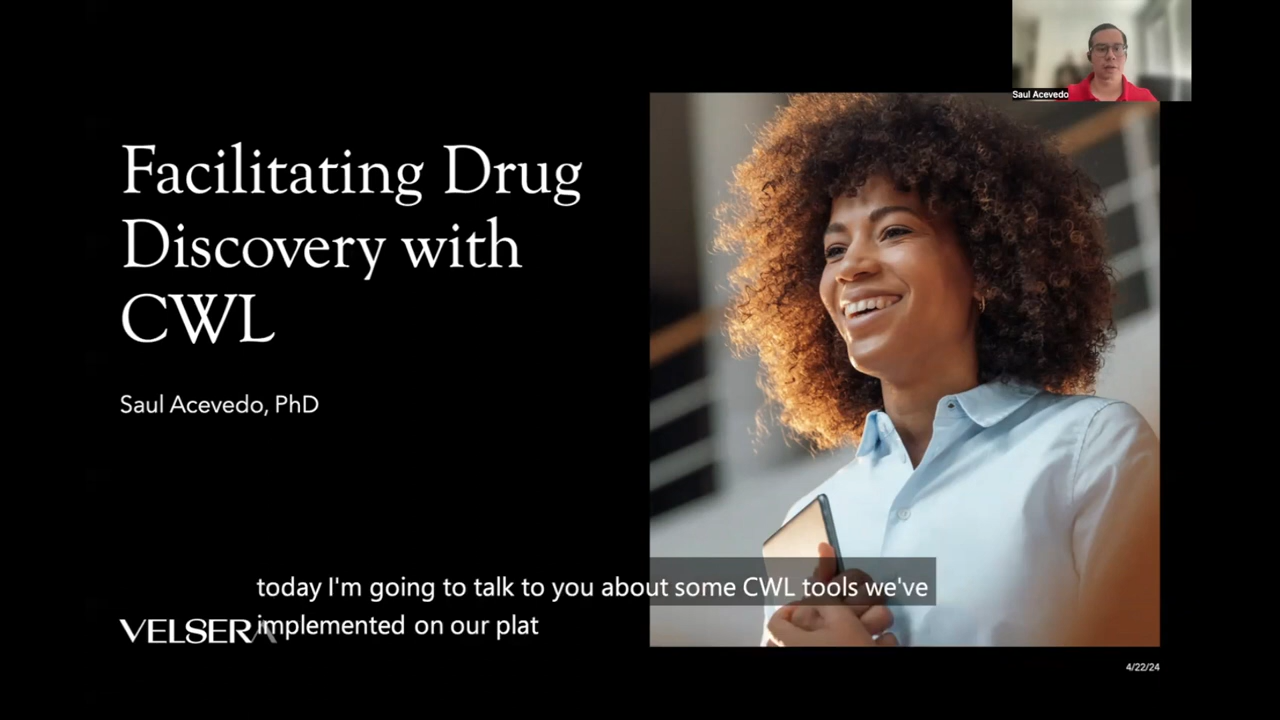 Saul Acevedo
Facilitating Drug
Discovery with
CWL
Saul Acevedo, PhD
today I'm going to talk to you about some CWL tools we've
implemented on our plat
VELSERA
4/22/24